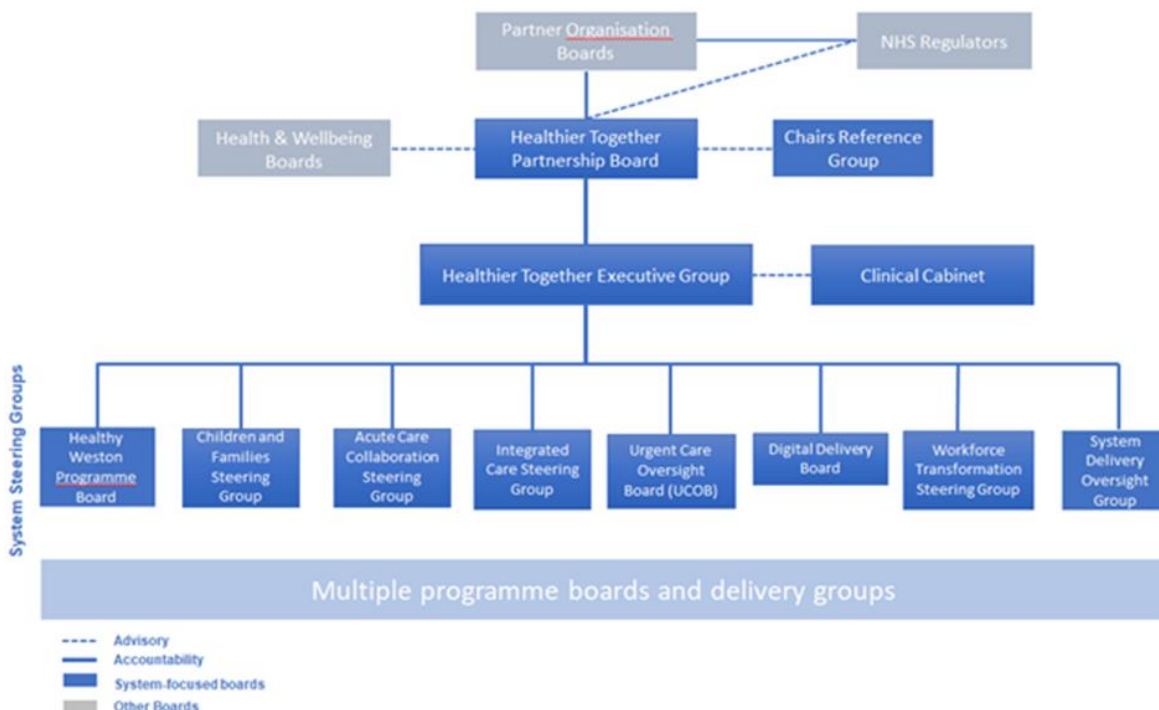 Partner Organisation
Boards
NHS Regulators
Health & Wellbeing
Boards
Healthier Together
Partnership Board
Chairs Reference
Group
Healthier Together Executive Group
Clinical Cabinet
System Steering Groups
Healthy
Weston
Programme
Board
Children and
Families
Steering
Group
Acute Care
Collaboration
Steering
Group
Integrated
Care Steering
Group
Urgent Care
Oversight
Board (UCOB)
Digital Delivery
Board
Workforce
Transformation
Steering Group
System
Delivery
Oversight
Group
Multiple programme boards and delivery groups
Advisory
Accountability
System-focused boards
Other Boards